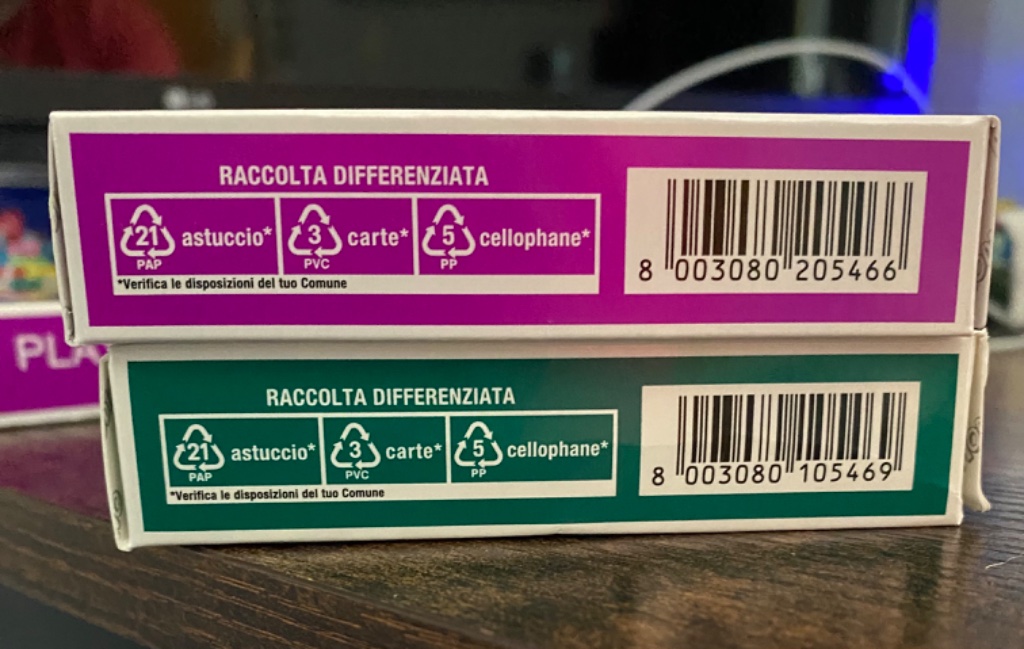 RACCOLTA DIFFERENZIATA
21 PAP astuccio* 3 PVC carte* 5 PP cellophane*
*Verifica le disposizioni del tuo Comune
8 003080 205466
PLA
RACCOLTA DIFFERENZIATA
21 PAP astuccio* 3 PVC carte* 5 PP cellophane*
*Verifica le disposizioni del tuo Comune
8 003080 105469